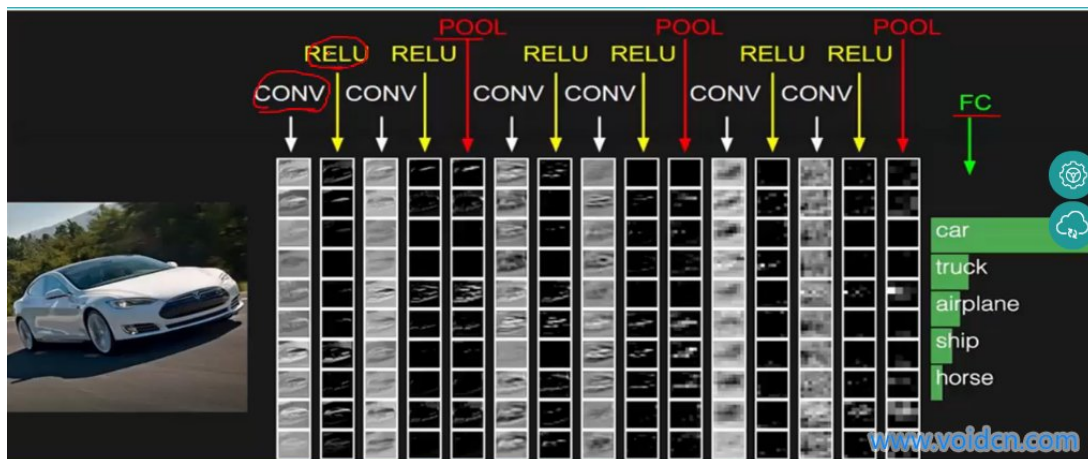 POOL POOL POOL
RELU RELU RELU RELU RELU RELU
CONV CONV CONV CONV CONV CONV
FC
car
truck
airplane
ship
horse
www.voidcn.com